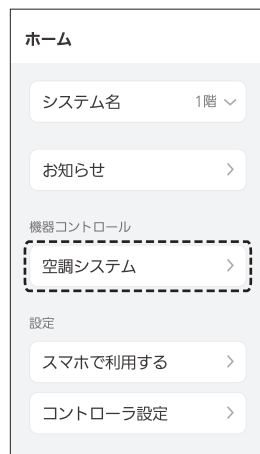 ホーム
システム名 1階
お知らせ
機器コントロール
空調システム
設定
スマホで利用する
コントローラ設定